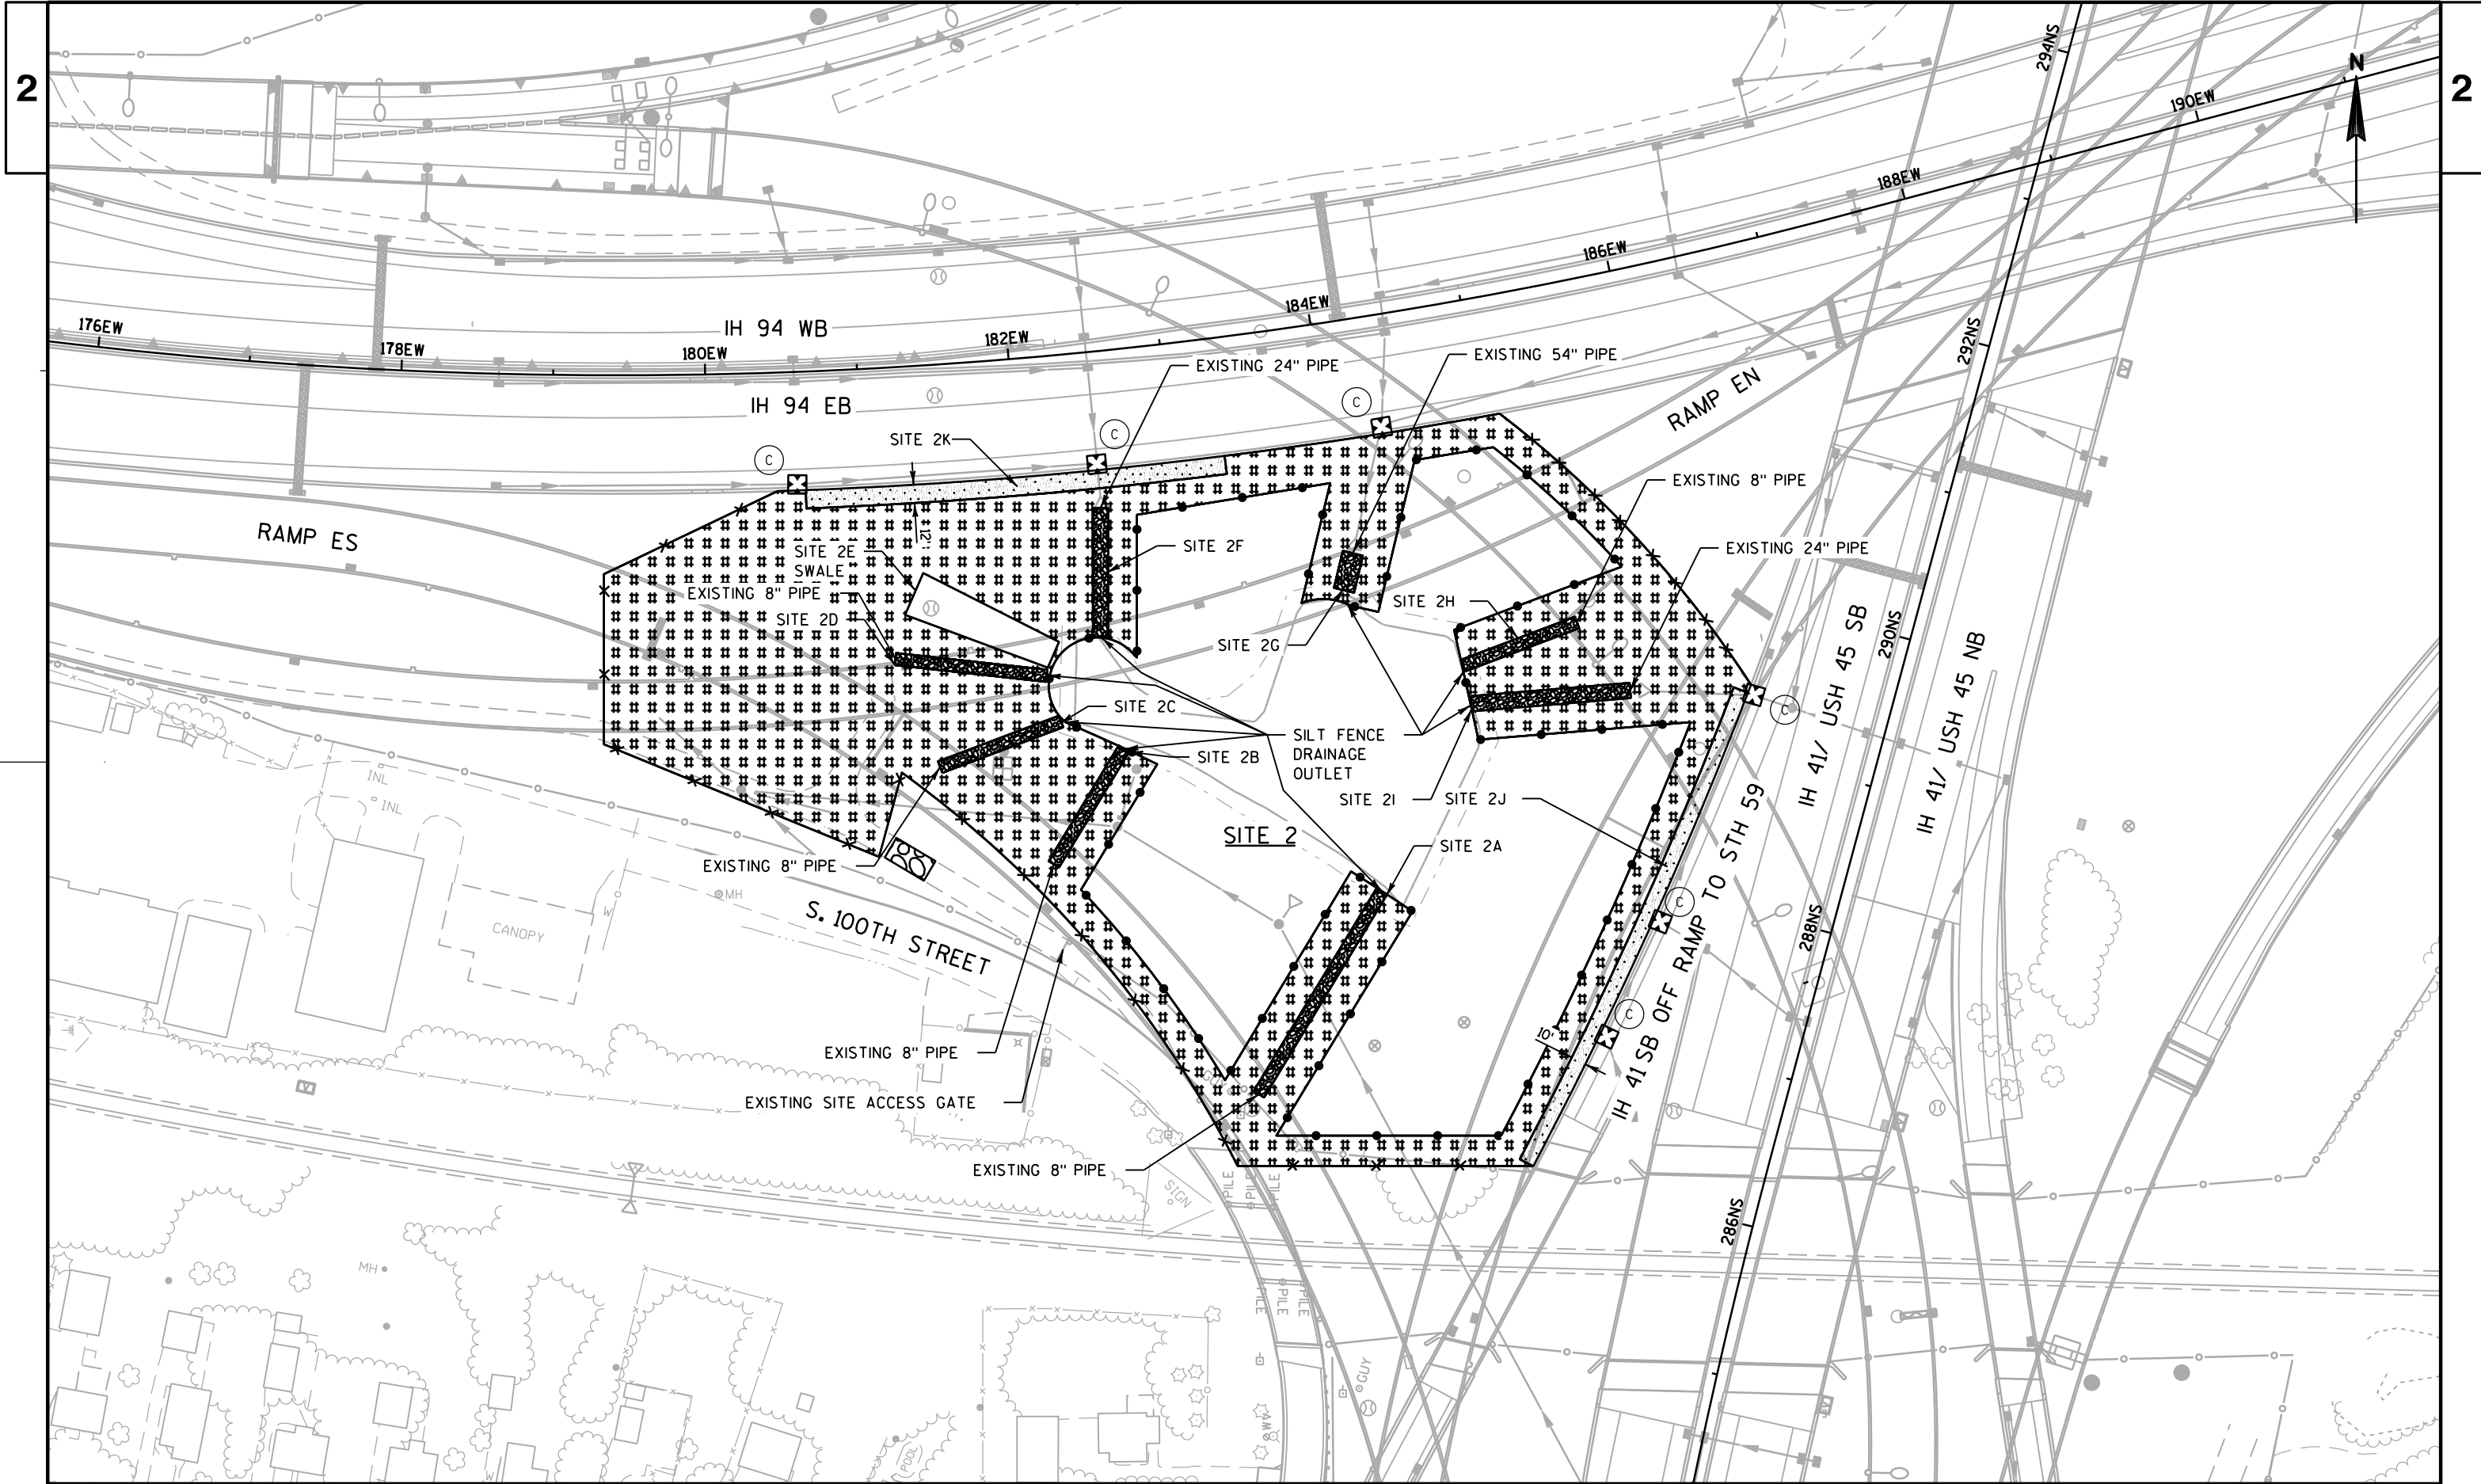 2
2
N
294NS
190EW
188EW
186EW
184EW
292NS
176EW
178EW
180EW
182EW
IH 94 WB
IH 94 EB
EXISTING 24" PIPE
EXISTING 54" PIPE
RAMP EN
C
C
C
SITE 2K
EXISTING 8" PIPE
RAMP ES
12'
SITE 2E
SWALE
SITE 2F
EXISTING 24" PIPE
EXISTING 8" PIPE
SITE 2D
SITE 2H
SITE 2G
290NS
IH 41/ USH 45 SB
IH 41/ USH 45 NB
SITE 2C
C
SILT FENCE
DRAINAGE
OUTLET
SITE 2B
INL
INL
SITE 2I
SITE 2J
SITE 2
SITE 2A
EXISTING 8" PIPE
MH
CANOPY
W
S. 100TH STREET
C
288NS
10'
C
IH 41 SB OFF RAMP TO STH 59
EXISTING 8" PIPE
EXISTING SITE ACCESS GATE
EXISTING 8" PIPE
GUY
SIGN
PILE
PILE
PILE
286NS
MH
PILE
PILE
PILE
GUY
POOL
W